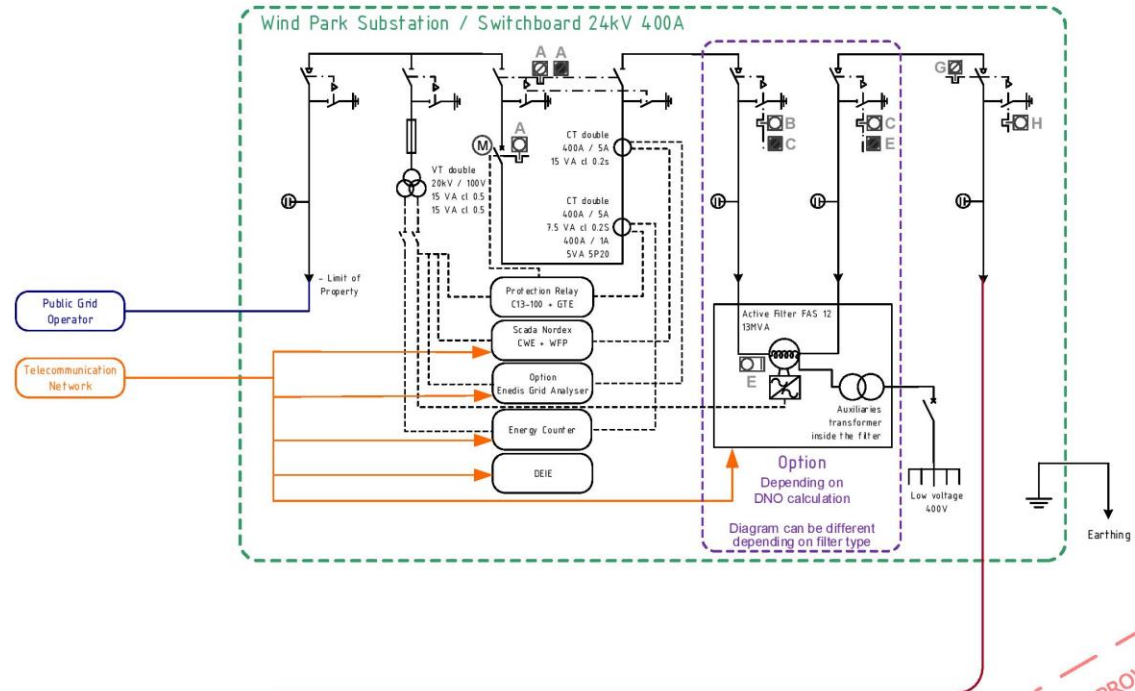 Wind Park Substation / Switchboard 24kV 400A
A A
G
A
B
C
C
E
H
M
CT double
400A / 5A
15 VA cl 0.2s
VT double
20kV / 100V
15 VA cl 0.5
15 VA cl 0.5
CT double
400A / 5A
7.5 VA cl 0.2S
400A / 1A
5VA 5P20
- Limit of
Property
Public Grid
Operator
Telecommunication
Network
Protection Relay
C13-100 + GTE
Scada Nordex
CWE + WFP
Option
Enedis Grid Analyser
Energy Counter
DEIE
Active Filter FAS 12
13MVA
E
Auxiliaries
transformer
inside the filter
Option
Depending on
DNO calculation
Diagram can be different
depending on filter type
Low voltage
400V
Earthing